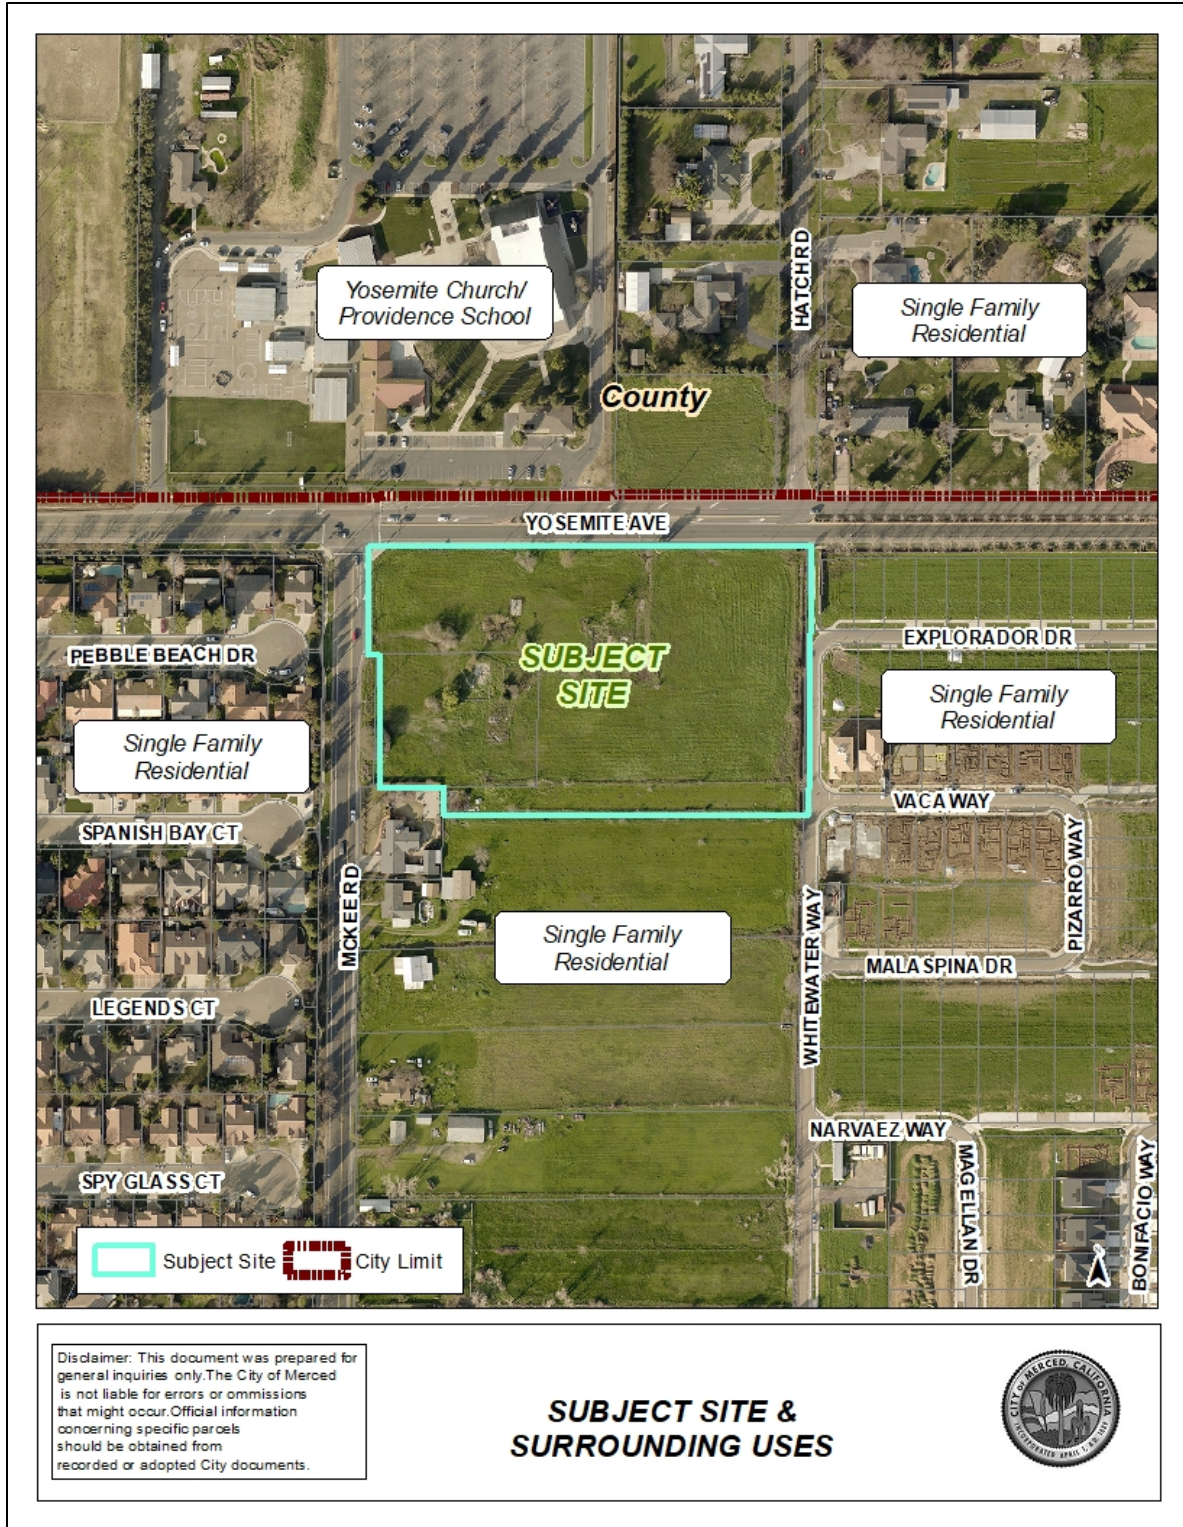 Yosemite Church/
Providence School
HATCH RD
Single Family
Residential
County
YOSEMITE AVE
PEBBLE BEACH DR
SUBJECT
SITE
EXPLORADOR DR
Single Family
Residential
Single Family
Residential
VACA WAY
SPANISH BAY CT
MCKEE RD
PIZARRO WAY
Single Family
Residential
WHITEWATER WAY
MALASPINA DR
LEGENDS CT
NARVAEZ WAY
MAGELLAN DR
BONIFACIO WAY
SPY GLASS CT
Subject Site
City Limit
Disclaimer: This document was prepared for
general inquiries only.The City of Merced
is not liable for errors or ommissions
that might occur.Official information
concerning specific parcels
should be obtained from
recorded or adopted City documents.
SUBJECT SITE &
SURROUNDING USES
CITY OF MERCED, CALIFORNIA
INCORPORATED APRIL 1, A.D. 1889